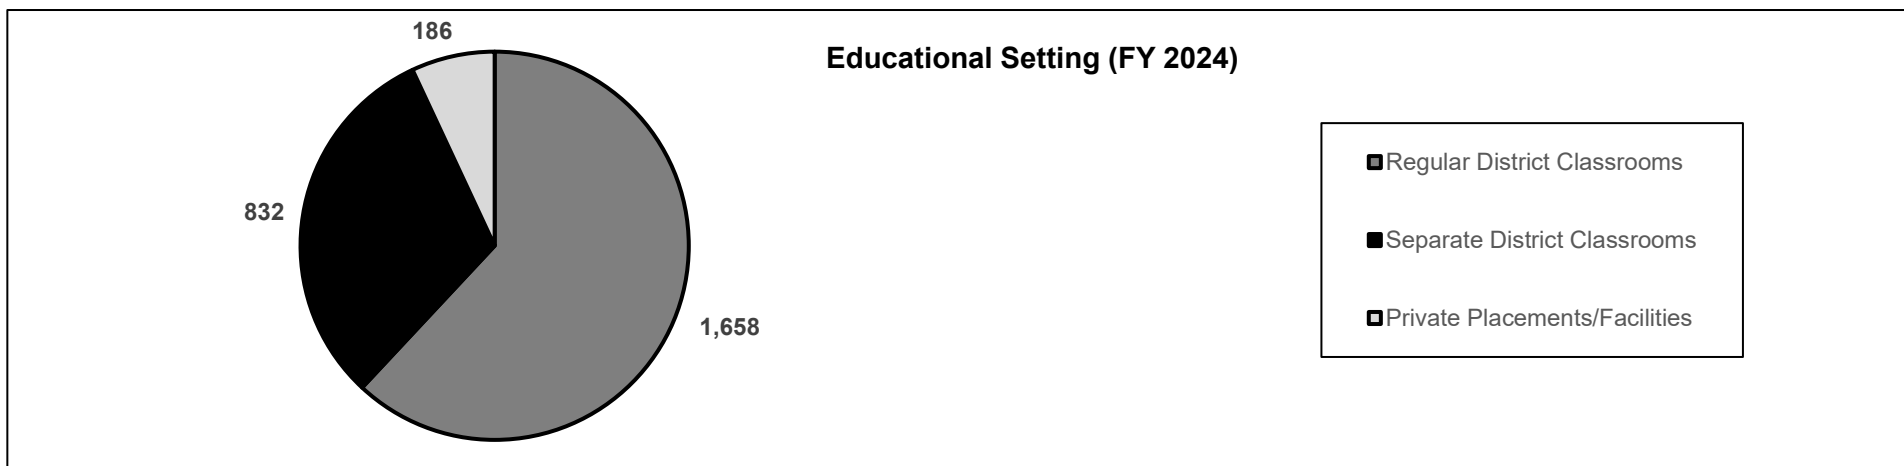 186
Educational Setting (FY 2024)
Regular District Classrooms
832
Separate District Classrooms
Private Placements/Facilities
1,658